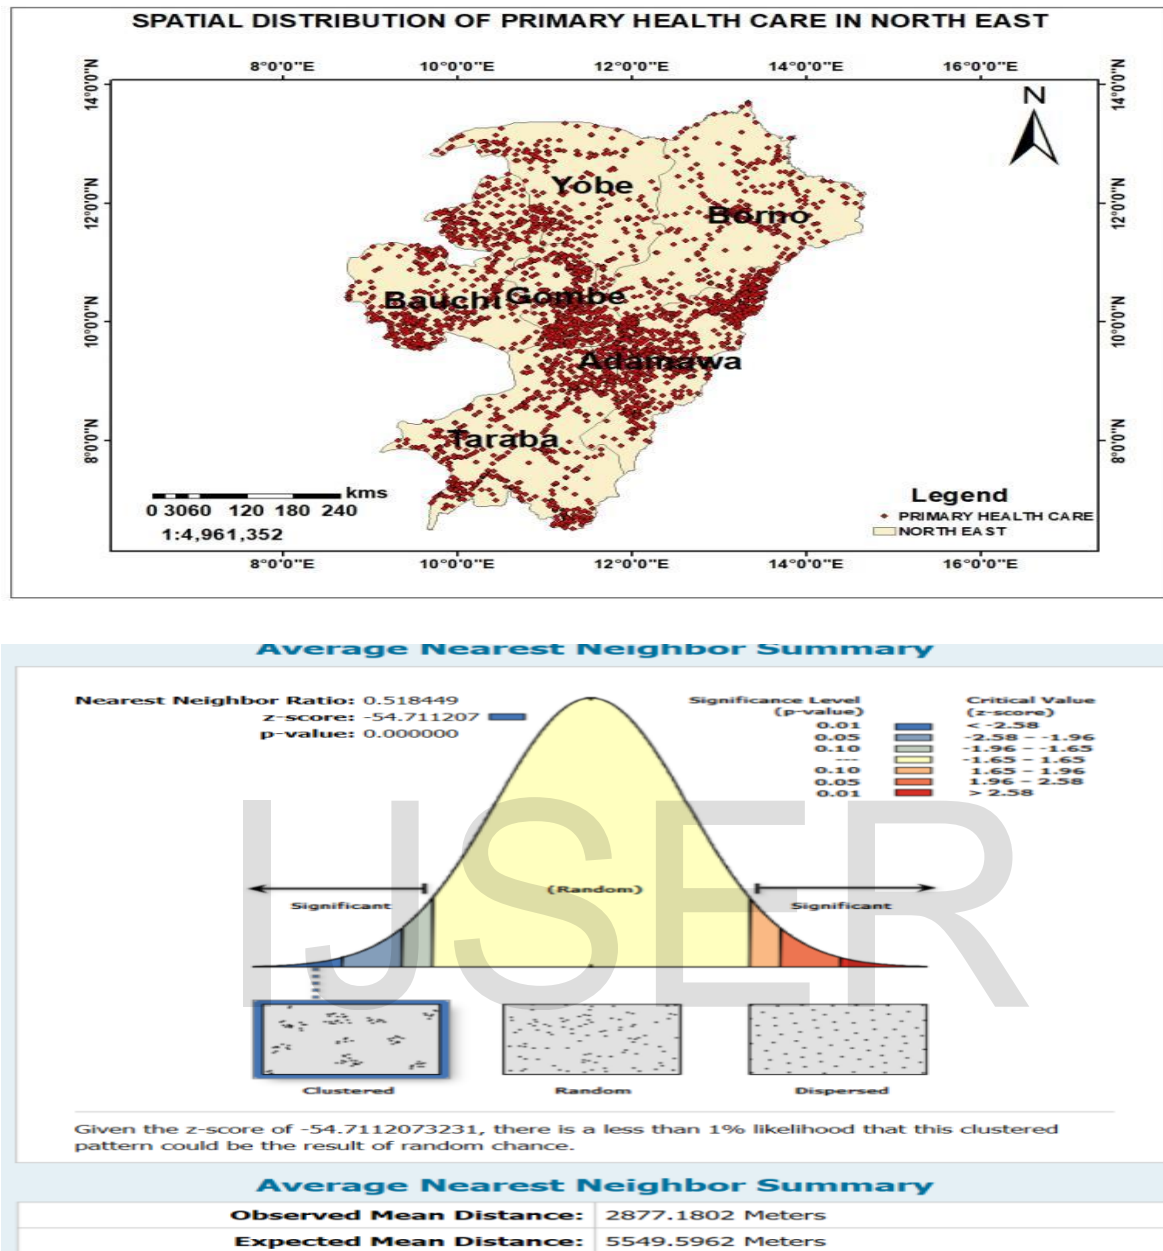 SPATIAL DISTRIBUTION OF PRIMARY HEALTH CARE IN NORTH EAST
8°0'0"E 10°0'0"E 12°0'0"E 14°0'0"E 16°0'0"E
14°0'0"N 14°0'0"N
N
Yobe
12°0'0"N 12°0'0"N
Borno
Bauchi Gombe
10°0'0"N 10°0'0"N
Adamawa
8°0'0"N 8°0'0"N
Taraba
kms
0 3060 120 180 240
1:4,961,352
Legend
PRIMARY HEALTH CARE
NORTH EAST
8°0'0"E 10°0'0"E 12°0'0"E 14°0'0"E 16°0'0"E
Average Nearest Neighbor Summary
Nearest Neighbor Ratio: 0.518449
z-score: -54.711207
p-value: 0.000000
Significance Level Critical Value
(p-value) (z-score)
0.01 < -2.58
0.05 -2.58 - -1.96
0.10 -1.96 - -1.65
--- -1.65 - 1.65
0.10 1.65 - 1.96
0.05 1.96 - 2.58
0.01 > 2.58
IJSER
(Random)
Significant Significant
Clustered Random Dispersed
Given the z-score of -54.7112073231, there is a less than 1% likelihood that this clustered
pattern could be the result of random chance.
Average Nearest Neighbor Summary
Observed Mean Distance: 2877.1802 Meters
Expected Mean Distance: 5549.5962 Meters